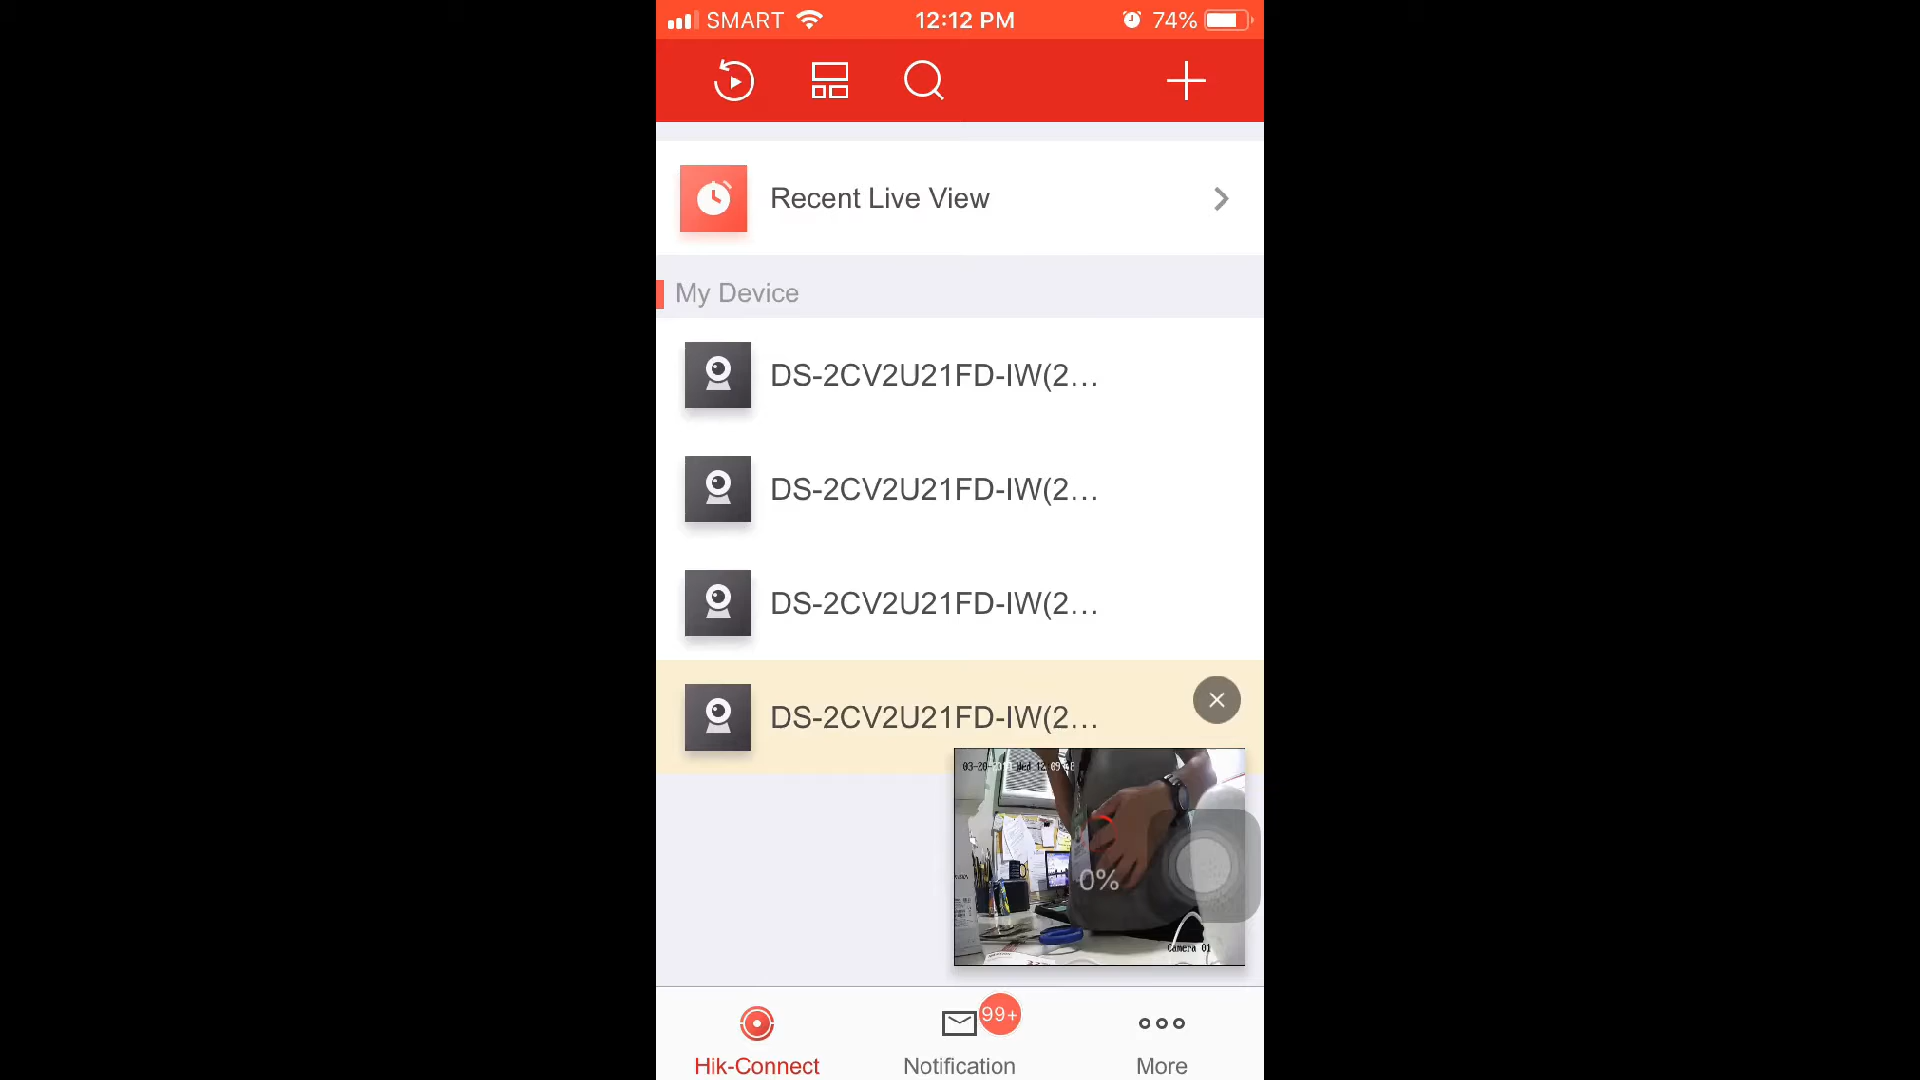 SMART 12:12 PM 74%
Recent Live View
My Device
DS-2CV2U21FD-IW(2...
DS-2CV2U21FD-IW(2...
DS-2CV2U21FD-IW(2...
DS-2CV2U21FD-IW(2...
0%
Camera 01
99+
Hik-Connect Notification More